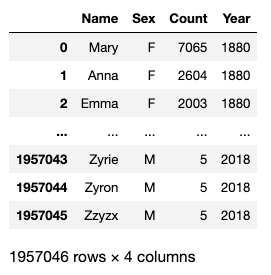 Name Sex Count Year
0 Mary F 7065 1880
1 Anna F 2604 1880
2 Emma F 2003 1880
... ... ... ... ...
1957043 Zyrie M 5 2018
1957044 Zyron M 5 2018
1957045 Zzyzx M 5 2018
1957046 rows × 4 columns